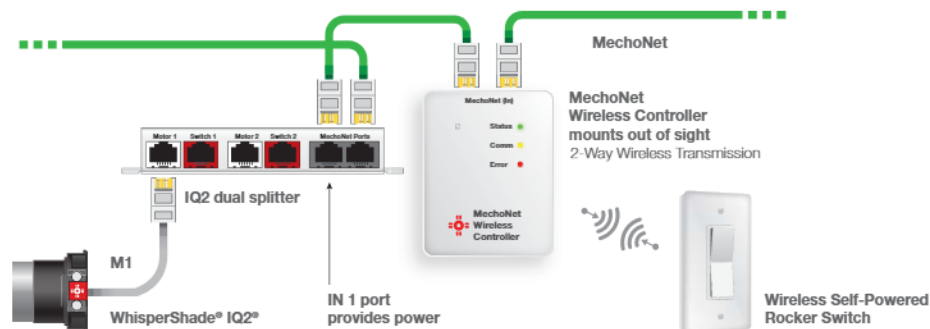 MechoNet
MechoNet (In)
Status
Comm
Error
MechoNet
Wireless
Controller
MechoNet
Wireless Controller
mounts out of sight
2-Way Wireless Transmission
Motor 1 Switch 1 Motor 2 Switch 2 MechoNet Ports
IQ2 dual splitter
M1
WhisperShade® IQ2®
IN 1 port
provides power
Wireless Self-Powered
Rocker Switch